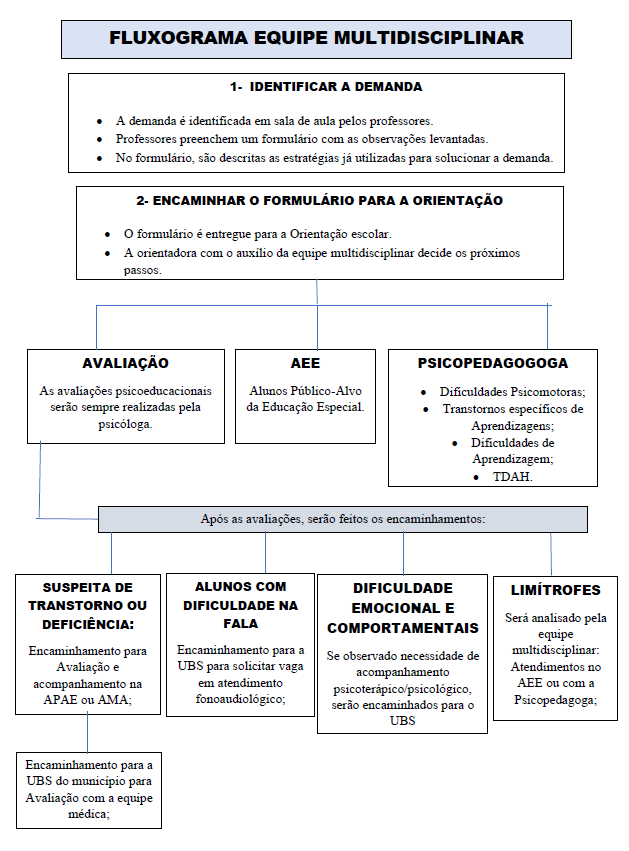 FLUXOGRAMA EQUIPE MULTIDISCIPLINAR
1- IDENTIFICAR A DEMANDA
• A demanda é identificada em sala de aula pelos professores.
• Professores preenchem um formulário com as observações levantadas.
• No formulário, são descritas as estratégias já utilizadas para solucionar a demanda.
2- ENCAMINHAR O FORMULÁRIO PARA A ORIENTAÇÃO
• O formulário é entregue para a Orientação escolar.
• A orientadora com o auxílio da equipe multidisciplinar decide os próximos
passos.
AVALIAÇÃO
As avaliações psicoeducacionais
serão sempre realizadas pela
psicóloga.
AEE
Alunos Público-Alvo
da Educação Especial.
PSICOPEDAGOGOGA
• Dificuldades Psicomotoras;
• Transtornos específicos de
Aprendizagens;
• Dificuldades de
Aprendizagem;
• TDAH.
Após as avaliações, serão feitos os encaminhamentos:
SUSPEITA DE
TRANSTORNO OU
DEFICIÊNCIA:
Encaminhamento para
Avaliação e
acompanhamento na
APAE ou AMA;
ALUNOS COM
DIFICULDADE NA
FALA
Encaminhamento para a
UBS para solicitar vaga
em atendimento
fonoaudiológico;
DIFICULDADE
EMOCIONAL E
COMPORTAMENTAIS
Se observado necessidade de
acompanhamento
psicoterápico/psicológico,
serão encaminhados para o
UBS
LIMÍTROFES
Será analisado pela
equipe
multidisciplinar:
Atendimentos no
AEE ou com a
Psicopedagoga;
Encaminhamento para a
UBS do município para
Avaliação com a equipe
médica;